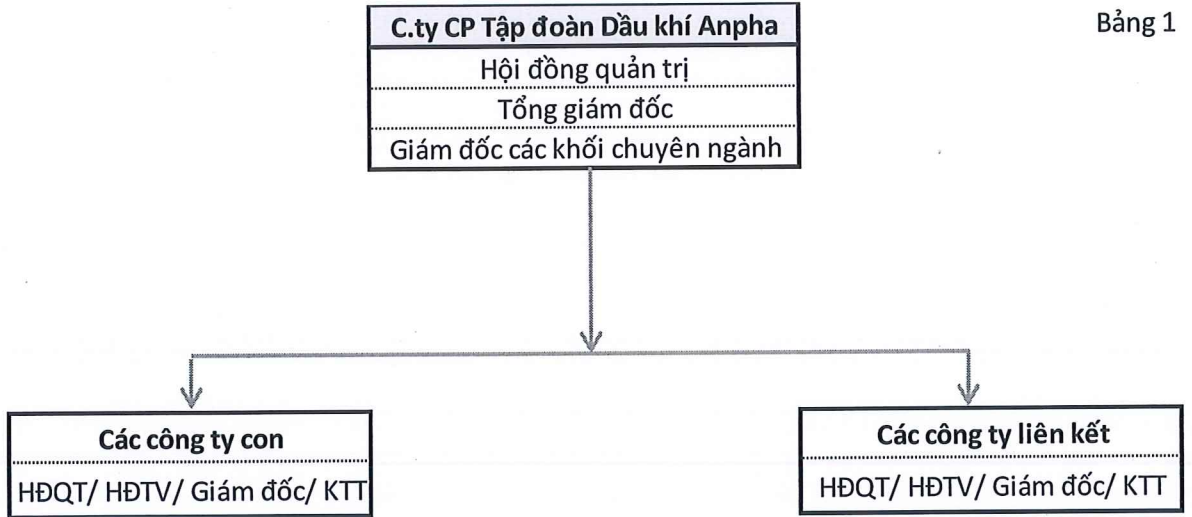 Bảng 1
C.ty CP Tập đoàn Dầu khí Anpha
Hội đồng quản trị
Tổng giám đốc
Giám đốc các khối chuyên ngành
Các công ty con
HĐQT/ HĐTV/ Giám đốc/ KTT
Các công ty liên kết
HĐQT/ HĐTV/ Giám đốc/ KTT